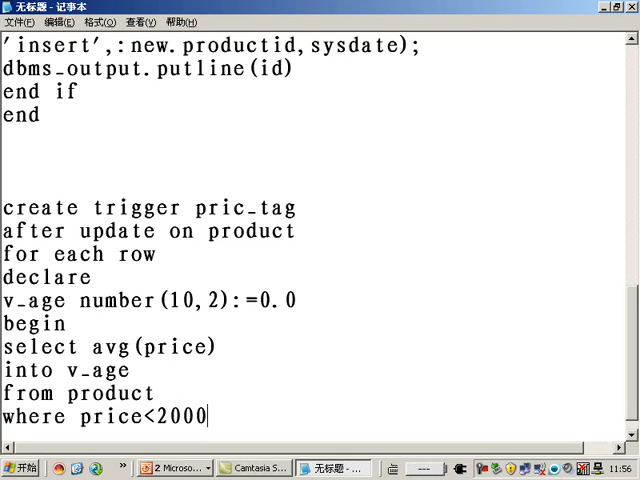 无标题 - 记事本
文件(F) 编辑(E) 格式(O) 查看(V) 帮助(H)
'insert',:new.productid,sysdate);
dbms_output.putline(id)
end if
end
create trigger pric_tag
after update on product
for each row
declare
v_age number(10,2):=0.0
begin
select avg(price)
into v_age
from product
where price<2000
开始 » 2 Microso... Camtasia S... 无标题 - ... --- 11:56